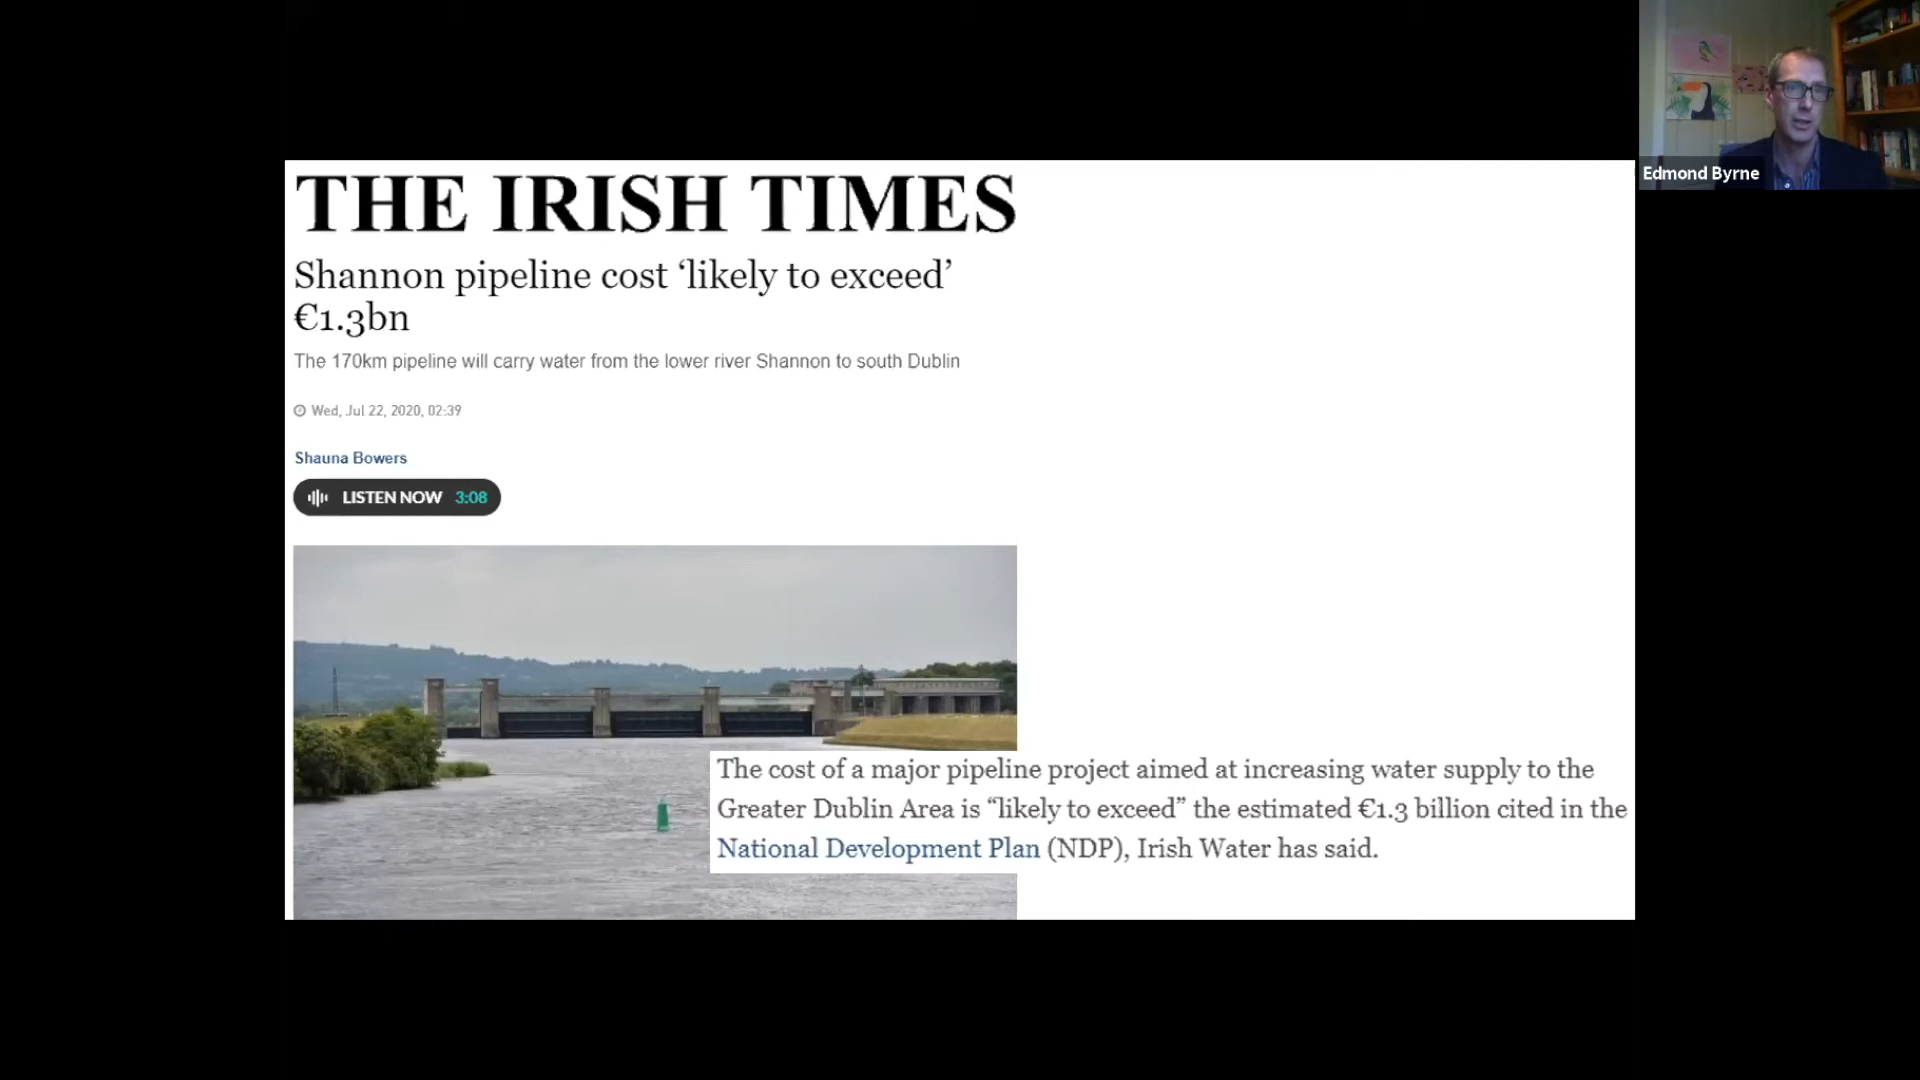 Edmond Byrne
THE IRISH TIMES
Shannon pipeline cost ‘likely to exceed’
€1.3bn
The 170km pipeline will carry water from the lower river Shannon to south Dublin
Wed, Jul 22, 2020, 02:39
Shauna Bowers
LISTEN NOW 3:08
The cost of a major pipeline project aimed at increasing water supply to the
Greater Dublin Area is “likely to exceed” the estimated €1.3 billion cited in the
National Development Plan (NDP), Irish Water has said.